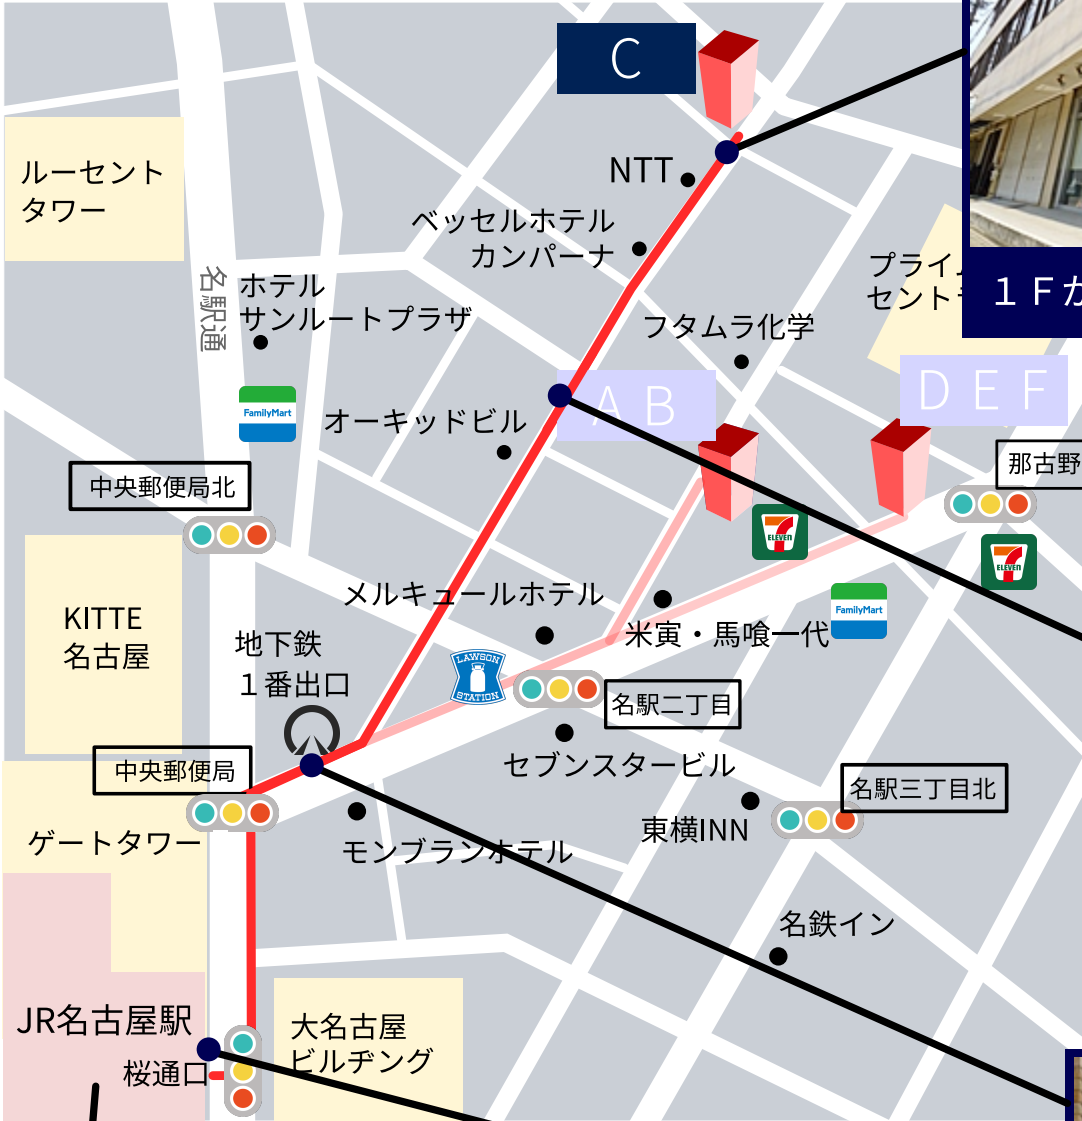 C
NTT
ルーセント
タワー
ベッセルホテル
カンパーナ
名駅通
ホテル
サンルートプラザ
１Ｆか
フタムラ化学
ＤＥＦ
ＡＢ
FamilyMart
オーキッドビル
中央郵便局北
那古野
ELEVEN
ELEVEN
KITTE
名古屋
メルキュールホテル
FamilyMart
米寅・馬喰一代
地下鉄
１番出口
LAWSON
STATION
名駅二丁目
セブンスタービル
中央郵便局
名駅三丁目北
東横INN
ゲートタワー
モンブランホテル
名鉄イン
JR名古屋駅
桜通口
大名古屋
ビルヂング